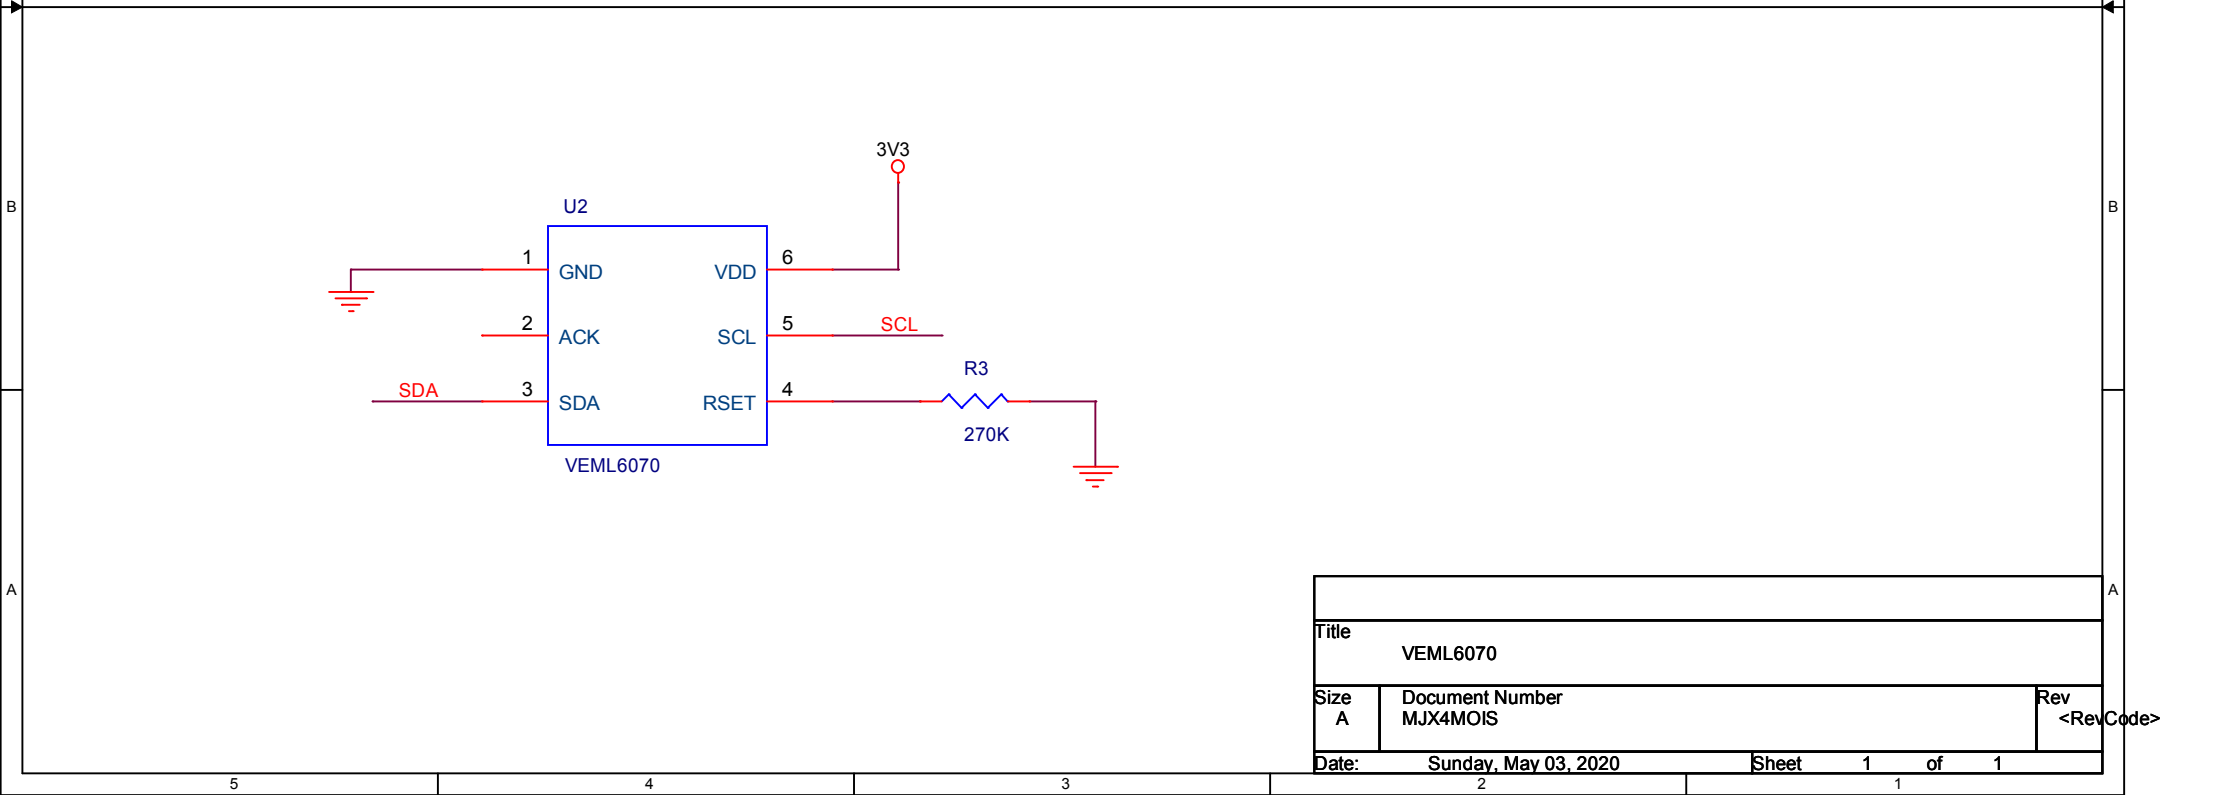 3V3
B
B
U2
1
6
GND
VDD
2
5
SCL
ACK
SCL
R3
SDA
3
4
SDA
RSET
270K
VEML6070
A
A
Title
VEML6070
Size
Document Number
Rev
A
MJX4MOIS
<RevCode>
Date:
Sunday, May 03, 2020
Sheet 1 of 1
5
4
3
2
1